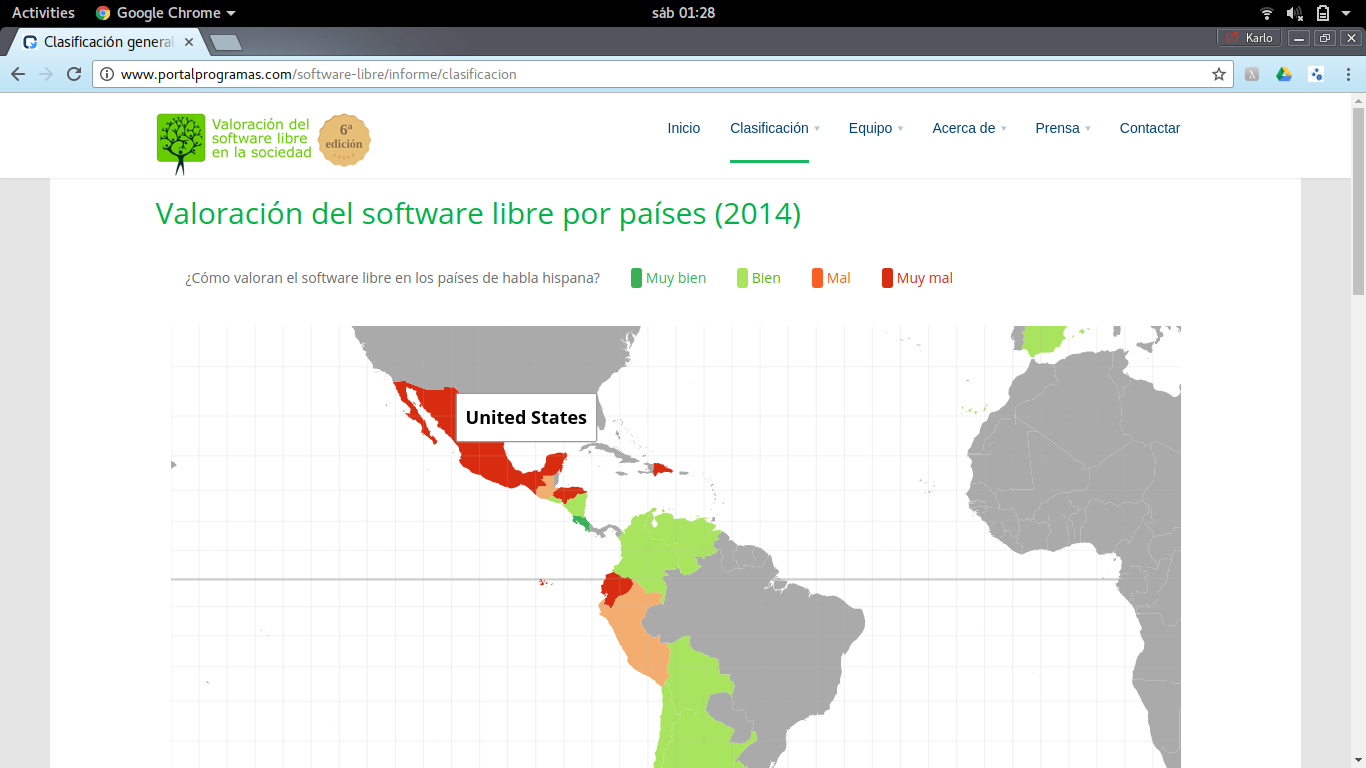 Activities Google Chrome sáb 01:28
Clasificación general Karlo
www.portalprogramas.com/software-libre/informe/clasificacion
Valoración del
software libre
en la sociedad
6ª
edición
Inicio Clasificación Equipo Acerca de Prensa Contactar
Valoración del software libre por países (2014)
¿Cómo valoran el software libre en los países de habla hispana? Muy bien Bien Mal Muy mal
United States